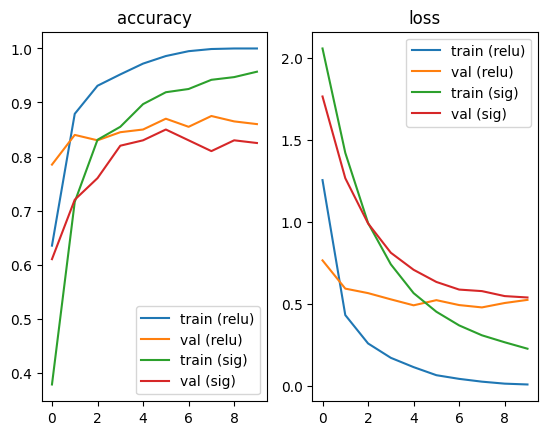 accuracy
1.0
0.9
0.8
0.7
0.6
0.5
0.4
0
2
4
6
8
train (relu)
val (relu)
train (sig)
val (sig)
loss
2.0
1.5
1.0
0.5
0.0
0
2
4
6
8
train (relu)
val (relu)
train (sig)
val (sig)